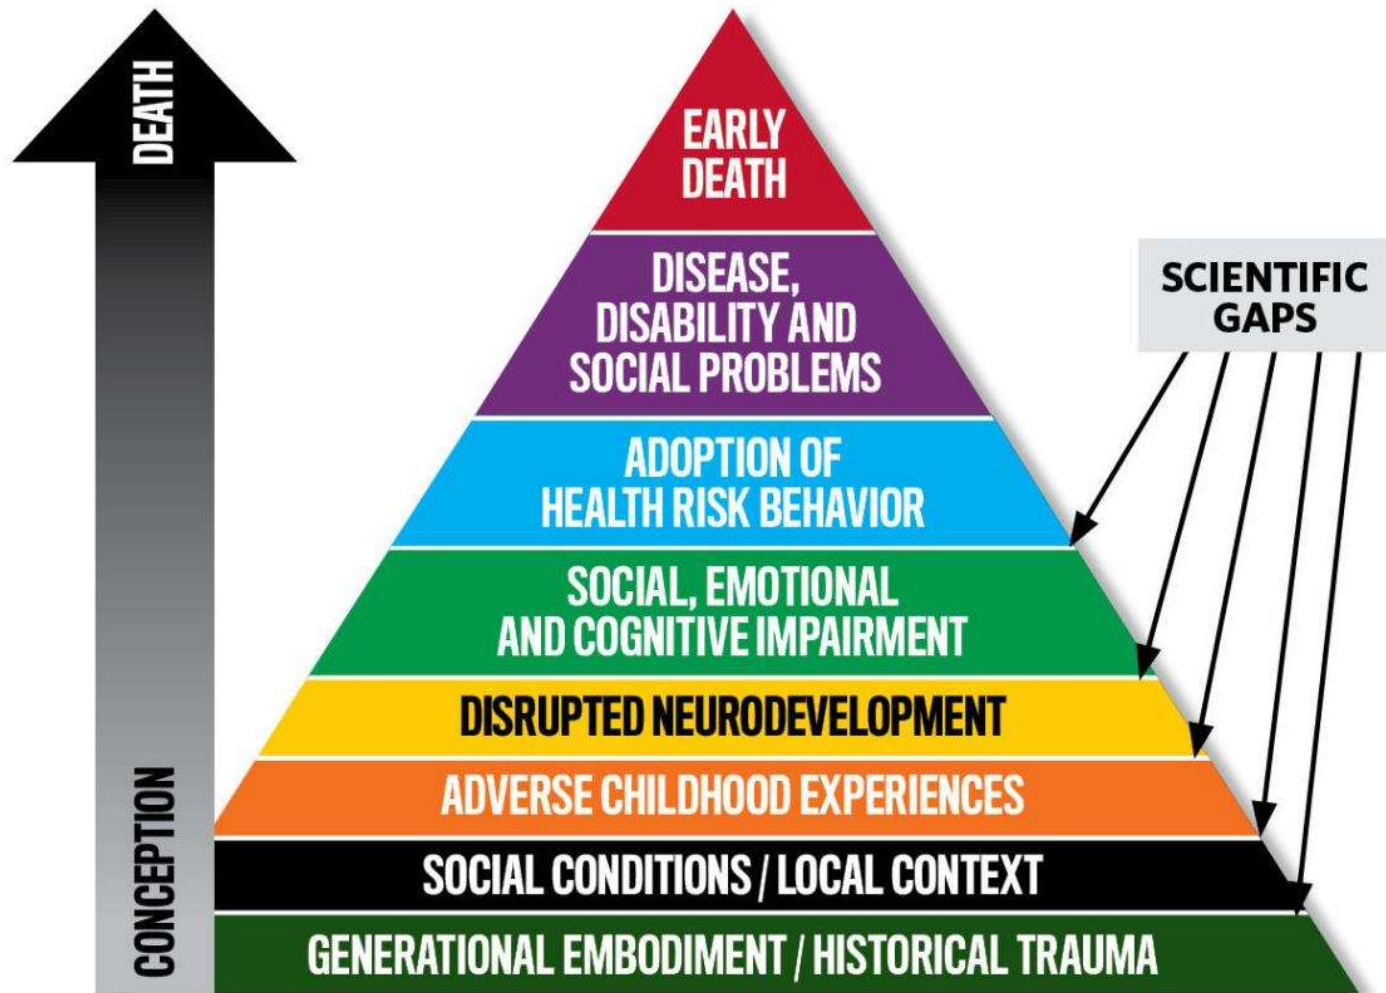 DEATH
CONCEPTION
EARLY
DEATH
DISEASE,
DISABILITY AND
SOCIAL PROBLEMS
ADOPTION OF
HEALTH RISK BEHAVIOR
SOCIAL, EMOTIONAL
AND COGNITIVE IMPAIRMENT
DISRUPTED NEURODEVELOPMENT
ADVERSE CHILDHOOD EXPERIENCES
SOCIAL CONDITIONS / LOCAL CONTEXT
GENERATIONAL EMBODIMENT / HISTORICAL TRAUMA
SCIENTIFIC
GAPS